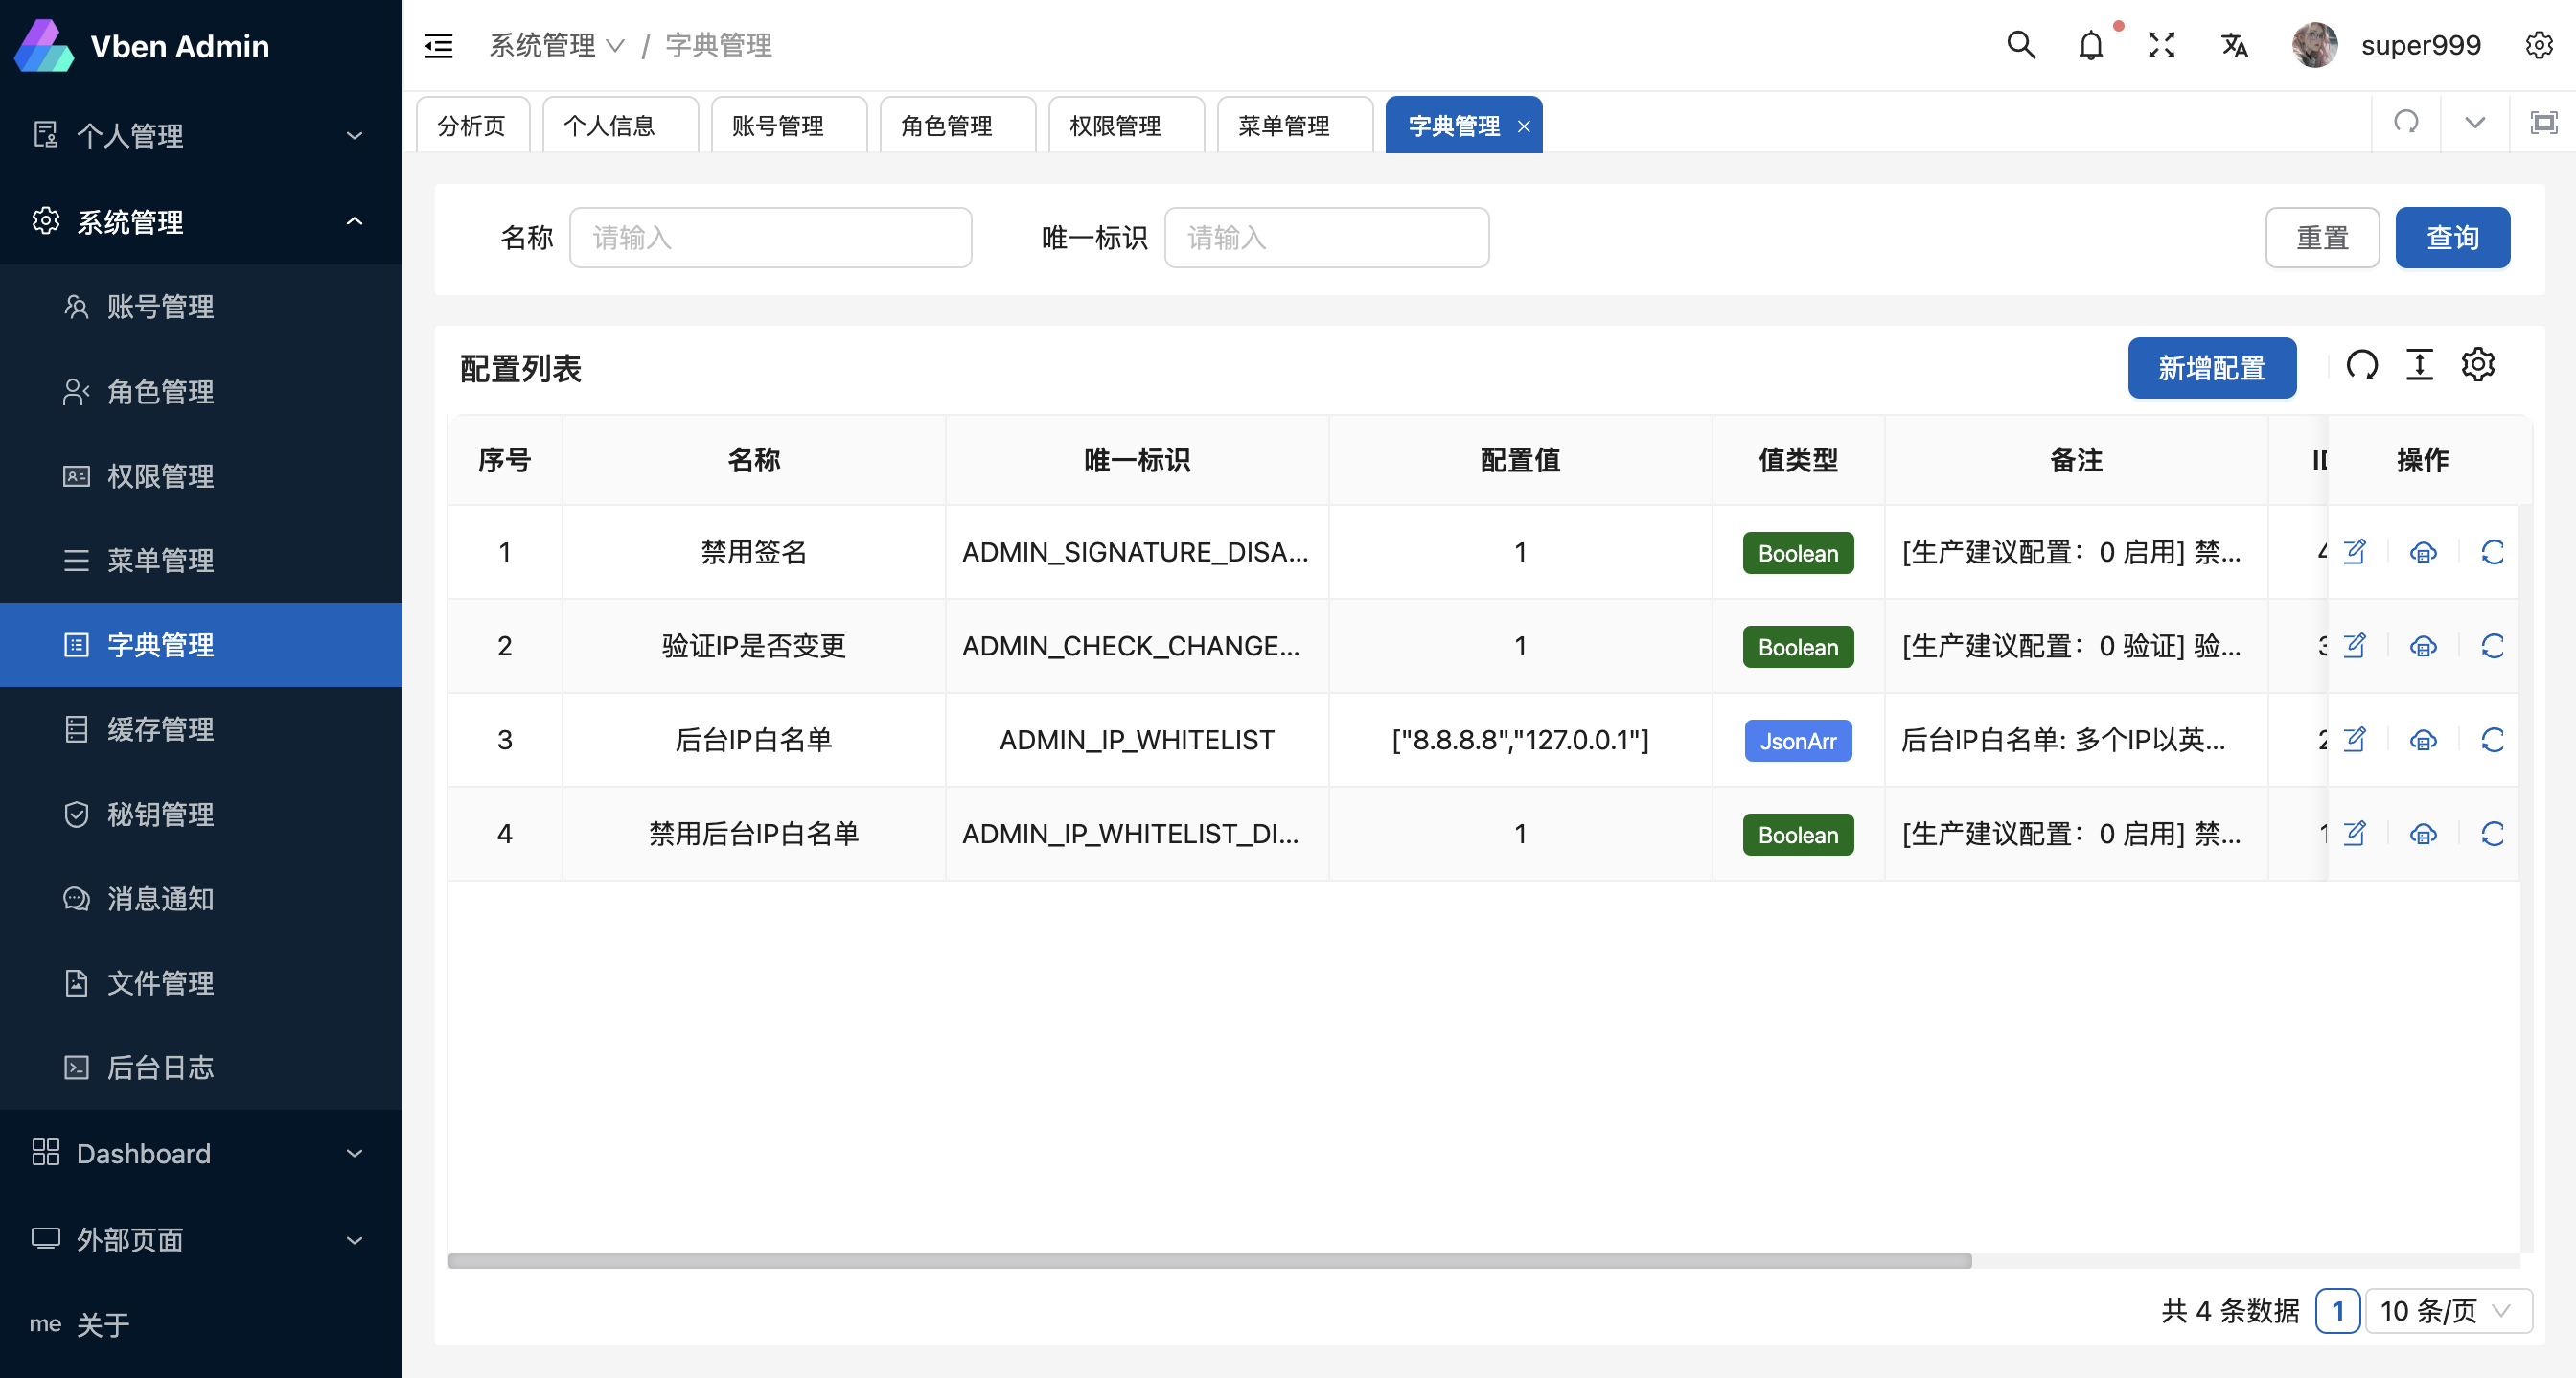 Vben Admin
个人管理
系统管理
账号管理
角色管理
权限管理
菜单管理
字典管理
缓存管理
秘钥管理
消息通知
文件管理
后台日志
Dashboard
外部页面
me 关于
系统管理 / 字典管理
super999
分析页 个人信息 账号管理 角色管理 权限管理 菜单管理 字典管理
名称 请输入 唯一标识 请输入 重置 查询
配置列表 新增配置
序号 名称 唯一标识 配置值 值类型 备注 操作
1 禁用签名 ADMIN_SIGNATURE_DISA... 1 Boolean [生产建议配置：0 启用] 禁...
2 验证IP是否变更 ADMIN_CHECK_CHANGE... 1 Boolean [生产建议配置：0 验证] 验...
3 后台IP白名单 ADMIN_IP_WHITELIST ["8.8.8.8","127.0.0.1"] JsonArr 后台IP白名单: 多个IP以英...
4 禁用后台IP白名单 ADMIN_IP_WHITELIST_DI... 1 Boolean [生产建议配置：0 启用] 禁...
共 4 条数据 1 10 条/页